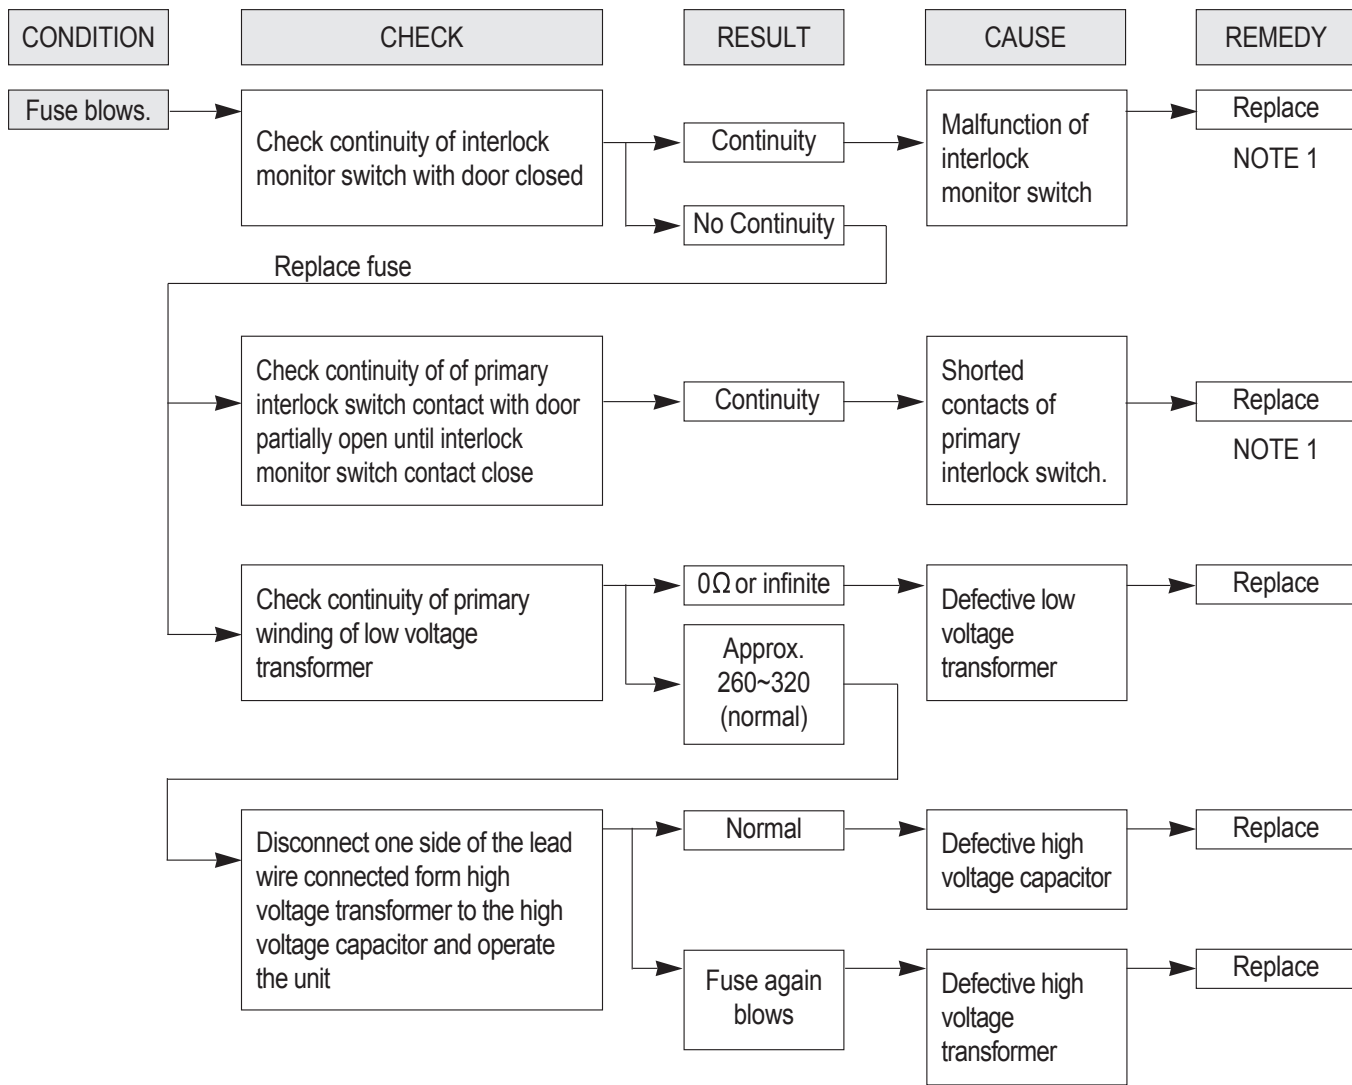 CONDITION
CHECK
RESULT
CAUSE
REMEDY
Fuse blows.
Check continuity of interlock
monitor switch with door closed
Continuity
Malfunction of
interlock
monitor switch
Replace
NOTE 1
No Continuity
Replace fuse
Check continuity of of primary
interlock switch contact with door
partially open until interlock
monitor switch contact close
Continuity
Shorted
contacts of
primary
interlock switch.
Replace
NOTE 1
Check continuity of primary
winding of low voltage
transformer
0Ω or infinite
Defective low
voltage
transformer
Replace
Approx.
260~320
(normal)
Disconnect one side of the lead
wire connected form high
voltage transformer to the high
voltage capacitor and operate
the unit
Normal
Defective high
voltage capacitor
Replace
Fuse again
blows
Defective high
voltage
transformer
Replace